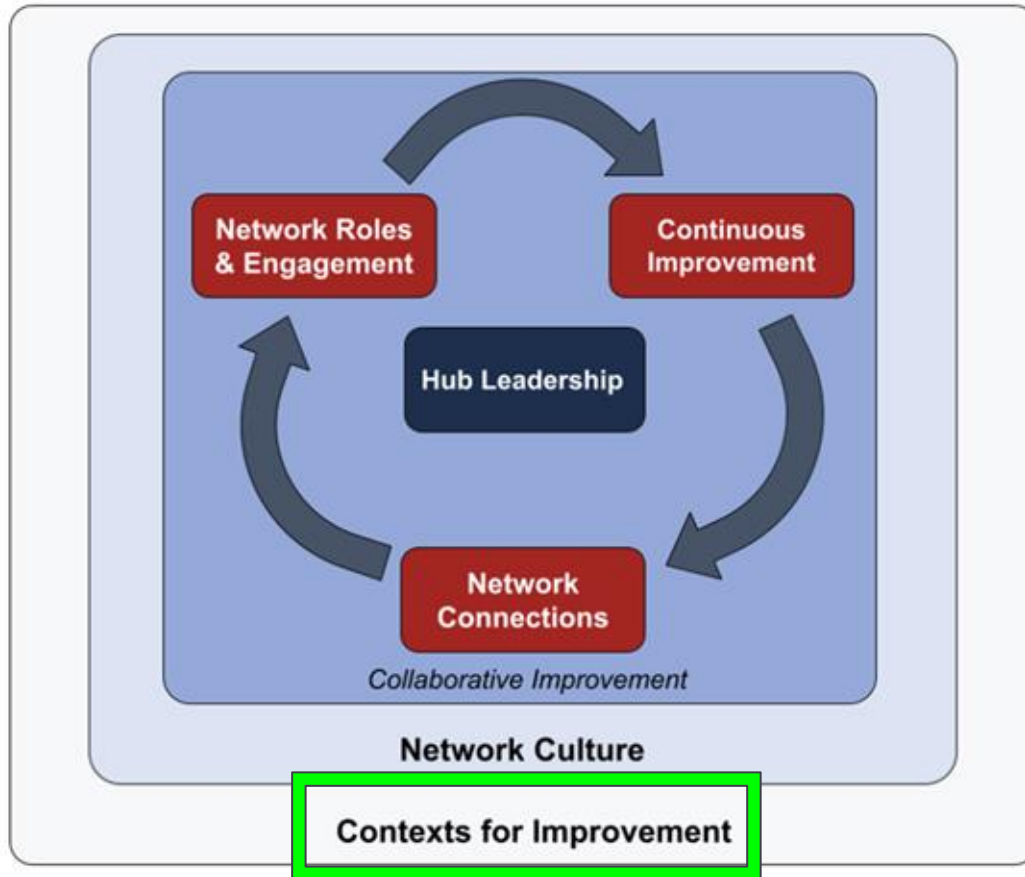 Network Roles
& Engagement
Continuous
Improvement
Hub Leadership
Network
Connections
Collaborative Improvement
Network Culture
Contexts for Improvement